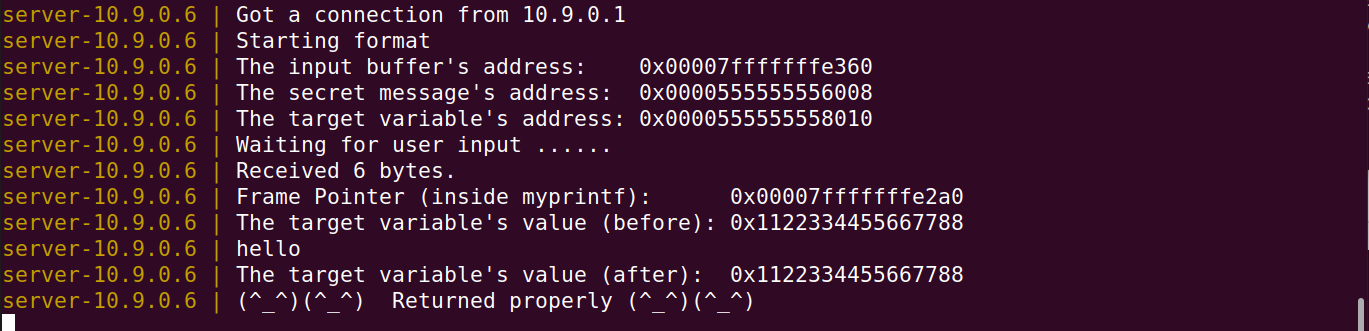 server-10.9.0.6 | Got a connection from 10.9.0.1
server-10.9.0.6 | Starting format
server-10.9.0.6 | The input buffer's address:    0x00007fffffffe360
server-10.9.0.6 | The secret message's address:  0x0000555555556008
server-10.9.0.6 | The target variable's address: 0x0000555555558010
server-10.9.0.6 | Waiting for user input ......
server-10.9.0.6 | Received 6 bytes.
server-10.9.0.6 | Frame Pointer (inside myprintf):      0x00007fffffffe2a0
server-10.9.0.6 | The target variable's value (before): 0x1122334455667788
server-10.9.0.6 | hello
server-10.9.0.6 | The target variable's value (after):  0x1122334455667788
server-10.9.0.6 | (^_^)(^_^)  Returned properly (^_^)(^_^)